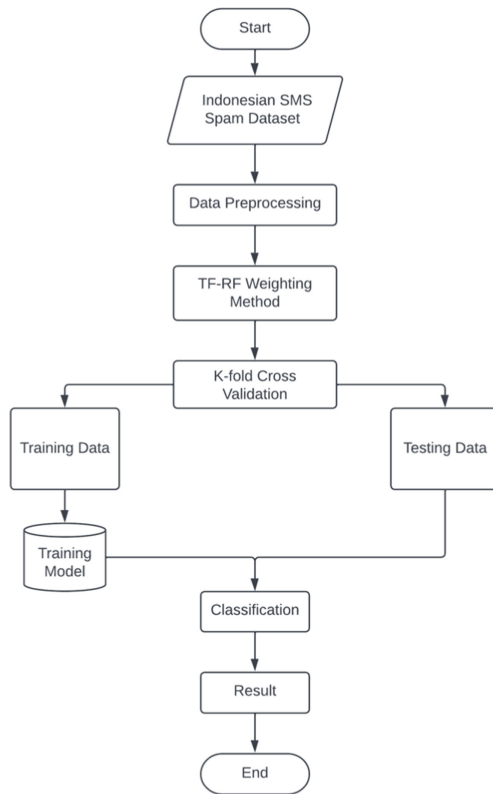 Start
Indonesian SMS
Spam Dataset
Data Preprocessing
TF-RF Weighting
Method
K-fold Cross
Validation
Training Data
Testing Data
Training
Model
Classification
Result
End